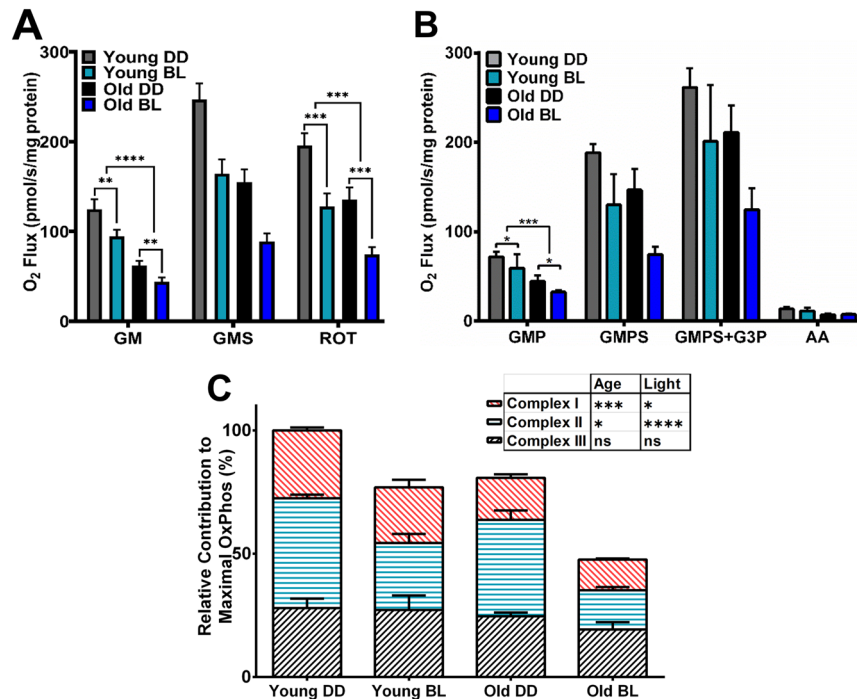 A
O2 Flux (pmol/s/mg protein)
300
200
100
0
Young DD
Young BL
Old DD
Old BL
****
**
**
***
***
***
GM
GMS
ROT
B
O2 Flux (pmol/s/mg protein)
300
200
100
0
Young DD
Young BL
Old DD
Old BL
***
*
*
GMP
GMPS
GMPS+G3P
AA
C
Age Light
Complex I *** *
Complex II * ****
Complex III ns ns
Relative Contribution to
Maximal OxPhos (%)
100
50
0
Young DD
Young BL
Old DD
Old BL